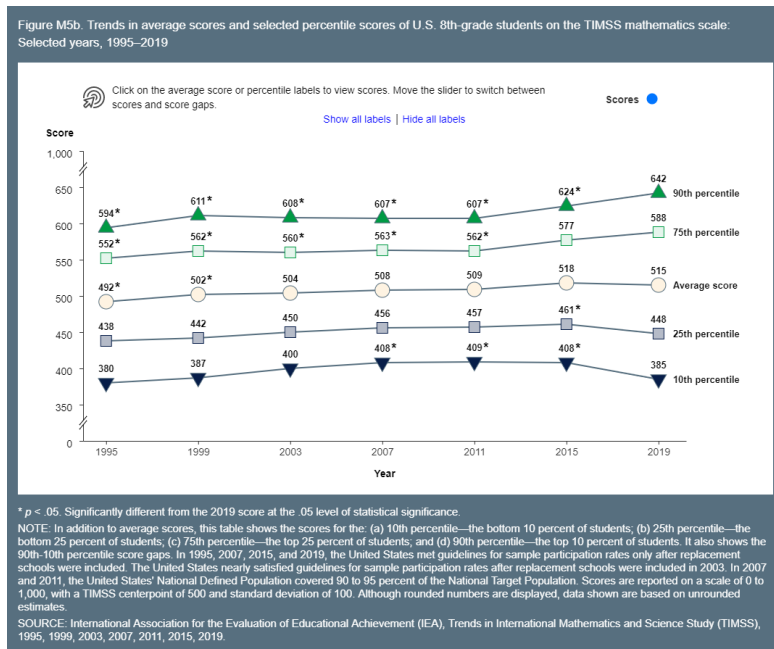 Figure M5b. Trends in average scores and selected percentile scores of U.S. 8th-grade students on the TIMSS mathematics scale:
Selected years, 1995–2019
Click on the average score or percentile labels to view scores. Move the slider to switch between
scores and score gaps.
Scores
Show all labels | Hide all labels
Score
1,000
650
600
550
500
450
400
350
0
594* 611* 608* 607* 607* 624* 642
90th percentile
552* 562* 560* 563* 562* 577 588
75th percentile
492* 502* 504 508 509 518 515
Average score
438 442 450 456 457 461* 448
25th percentile
380 387 400 408* 409* 408* 385
10th percentile
1995 1999 2003 2007 2011 2015 2019
Year
* p < .05. Significantly different from the 2019 score at the .05 level of statistical significance.
NOTE: In addition to average scores, this table shows the scores for the: (a) 10th percentile—the bottom 10 percent of students; (b) 25th percentile—the
bottom 25 percent of students; (c) 75th percentile—the top 25 percent of students; and (d) 90th percentile—the top 10 percent of students. It also shows the
90th-10th percentile score gaps. In 1995, 2007, 2015, and 2019, the United States met guidelines for sample participation rates only after replacement
schools were included. The United States nearly satisfied guidelines for sample participation rates after replacement schools were included in 2003. In 2007
and 2011, the United States' National Defined Population covered 90 to 95 percent of the National Target Population. Scores are reported on a scale of 0 to
1,000, with a TIMSS centerpoint of 500 and standard deviation of 100. Although rounded numbers are displayed, data shown are based on unrounded
estimates.
SOURCE: International Association for the Evaluation of Educational Achievement (IEA), Trends in International Mathematics and Science Study (TIMSS),
1995, 1999, 2003, 2007, 2011, 2015, 2019.